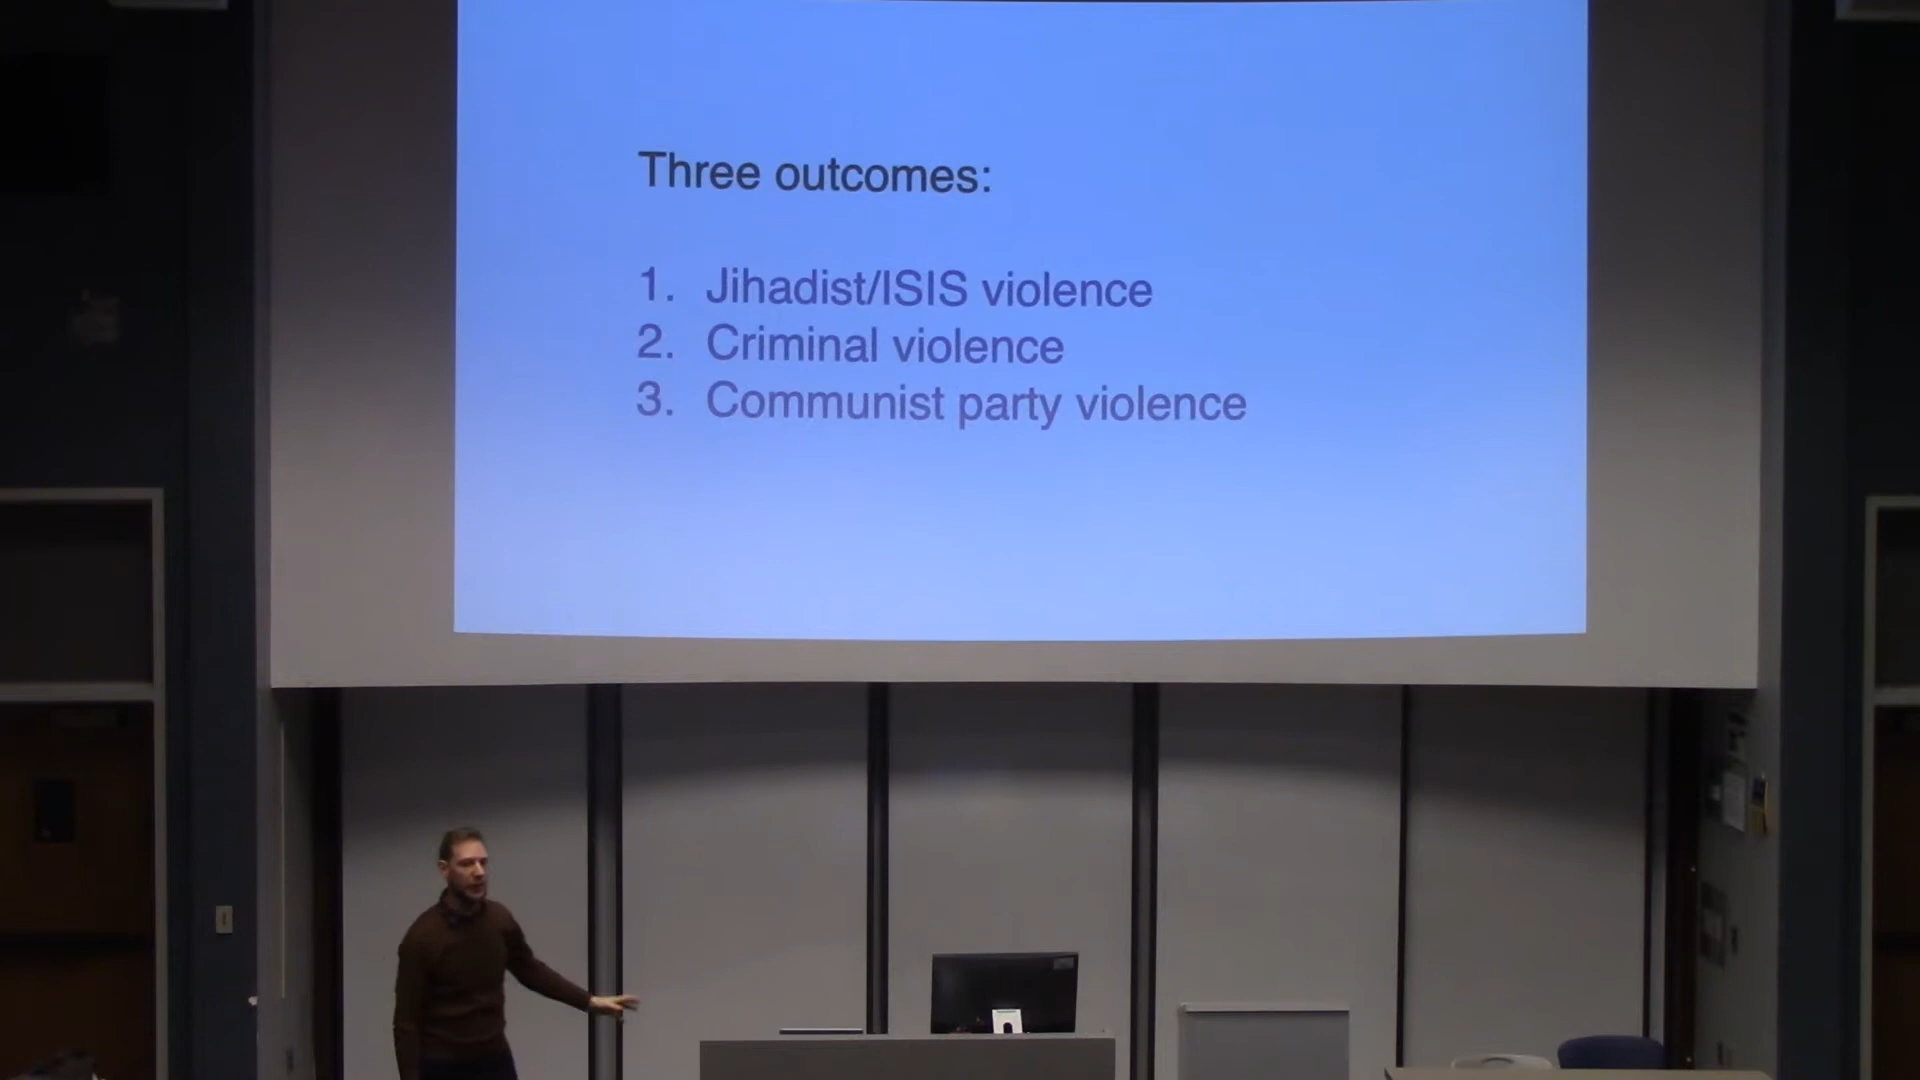 Three outcomes:
1. Jihadist/ISIS violence
2. Criminal violence
3. Communist party violence